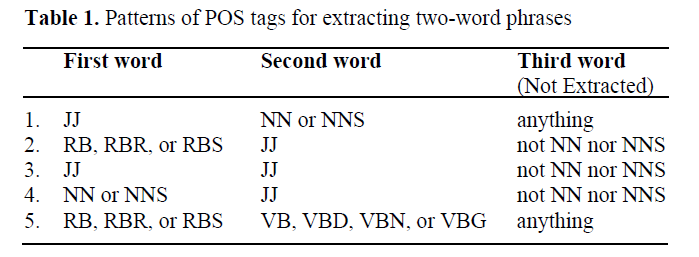 Table 1. Patterns of POS tags for extracting two-word phrases
First word Second word Third word
(Not Extracted)
1. JJ NN or NNS anything
2. RB, RBR, or RBS JJ not NN nor NNS
3. JJ JJ not NN nor NNS
4. NN or NNS JJ not NN nor NNS
5. RB, RBR, or RBS VB, VBD, VBN, or VBG anything